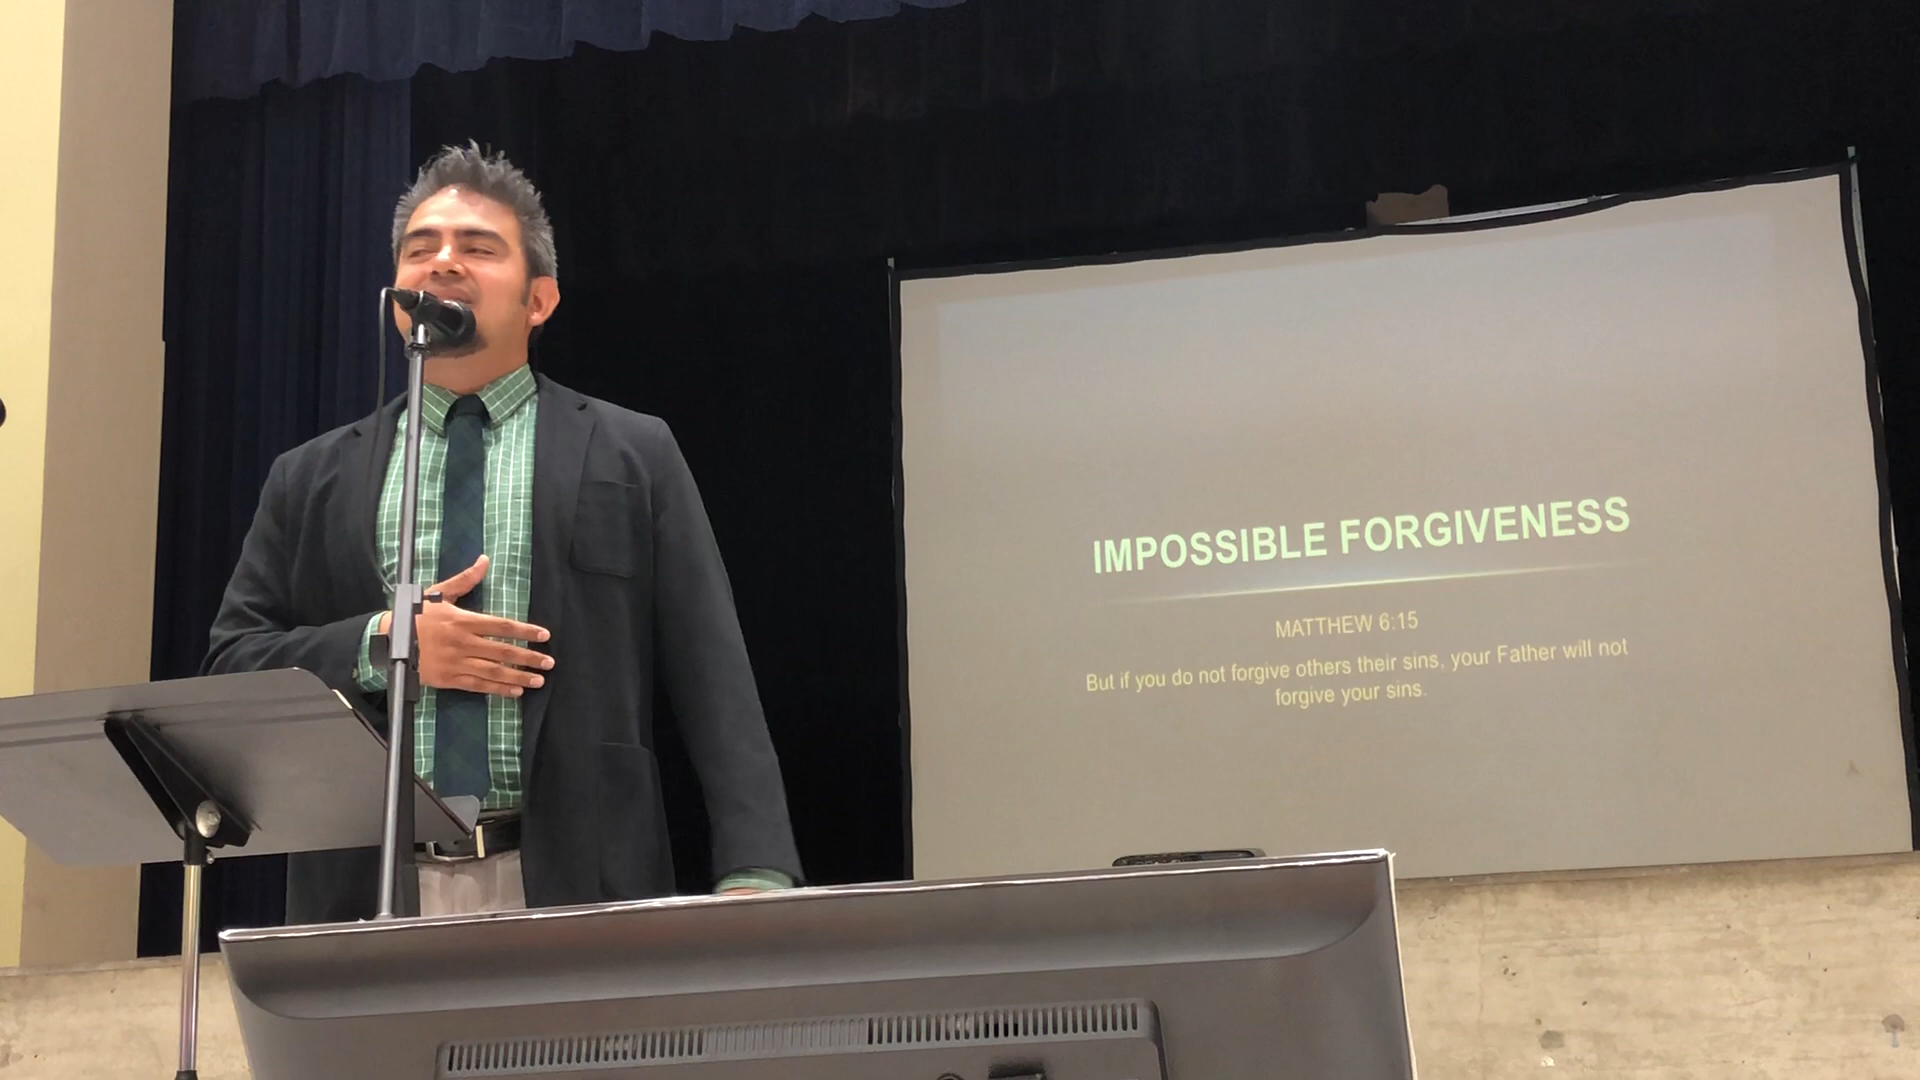 IMPOSSIBLE FORGIVENESS
MATTHEW 6:15
But if you do not forgive others their sins, your Father will not
forgive your sins.